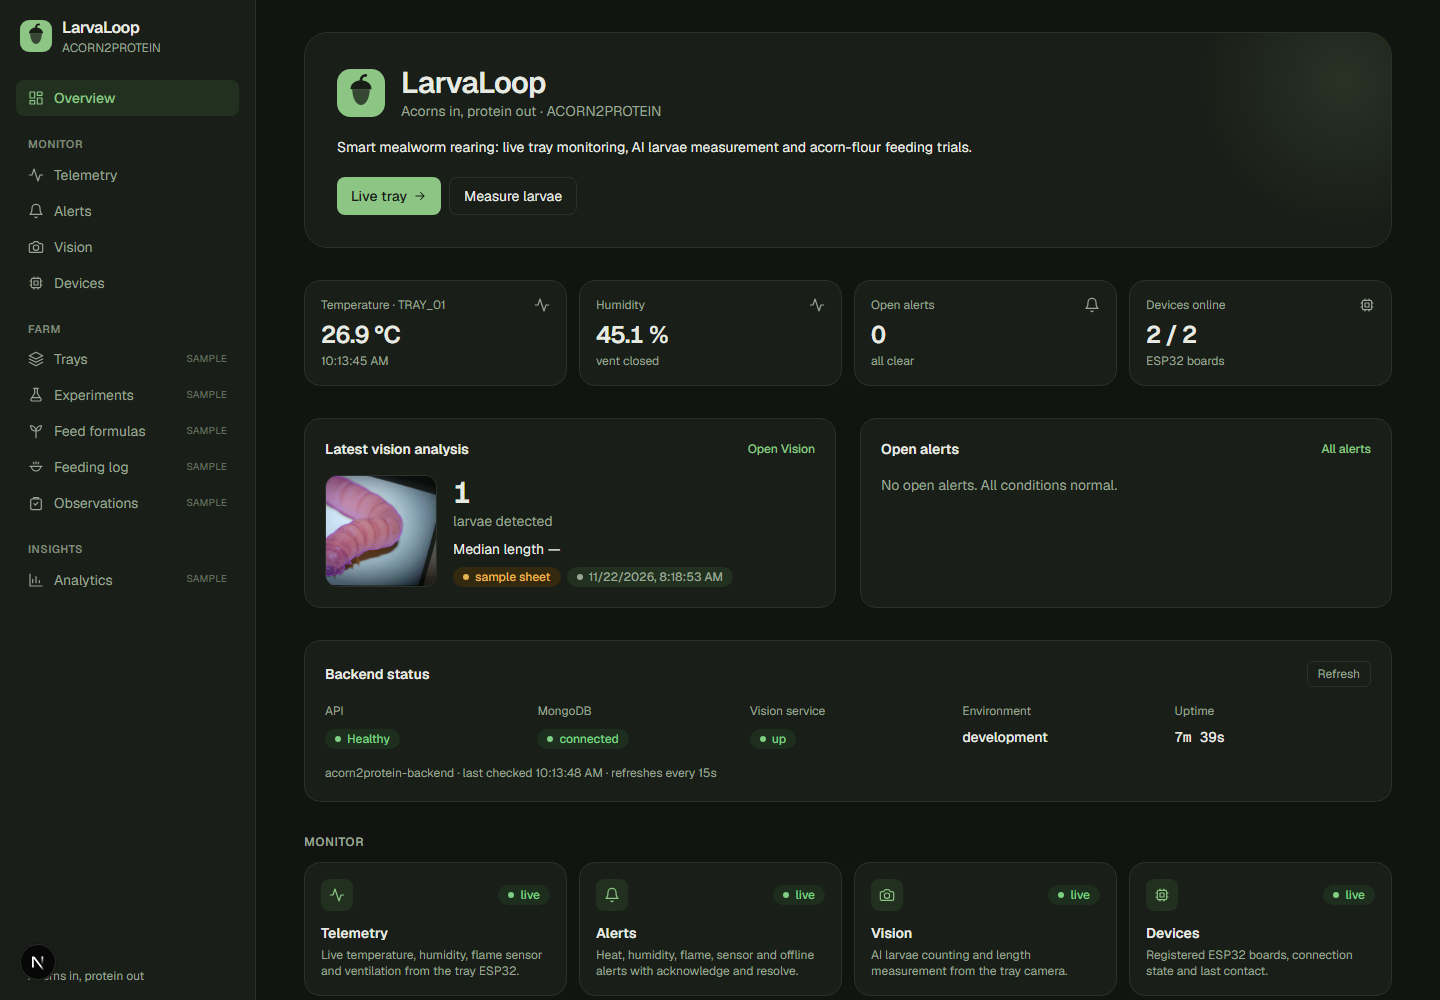 LarvaLoop
ACORN2PROTEIN
Overview
MONITOR
Telemetry
Alerts
Vision
Devices
FARM
Trays SAMPLE
Experiments SAMPLE
Feed formulas SAMPLE
Feeding log SAMPLE
Observations SAMPLE
INSIGHTS
Analytics SAMPLE
N
ns in, protein out
LarvaLoop
Acorns in, protein out · ACORN2PROTEIN
Smart mealworm rearing: live tray monitoring, AI larvae measurement and acorn-flour feeding trials.
Live tray →
Measure larvae
Temperature · TRAY_01
26.9 °C
10:13:45 AM
Humidity
45.1 %
vent closed
Open alerts
0
all clear
Devices online
2 / 2
ESP32 boards
Latest vision analysis
Open Vision
1
larvae detected
Median length —
sample sheet
11/22/2026, 8:18:53 AM
Open alerts
All alerts
No open alerts. All conditions normal.
Backend status
Refresh
API
Healthy
MongoDB
connected
Vision service
up
Environment
development
Uptime
7m 39s
acorn2protein-backend · last checked 10:13:48 AM · refreshes every 15s
MONITOR
live
Telemetry
Live temperature, humidity, flame sensor
and ventilation from the tray ESP32.
live
Alerts
Heat, humidity, flame, sensor and offline
alerts with acknowledge and resolve.
live
Vision
AI larvae counting and length
measurement from the tray camera.
live
Devices
Registered ESP32 boards, connection
state and last contact.